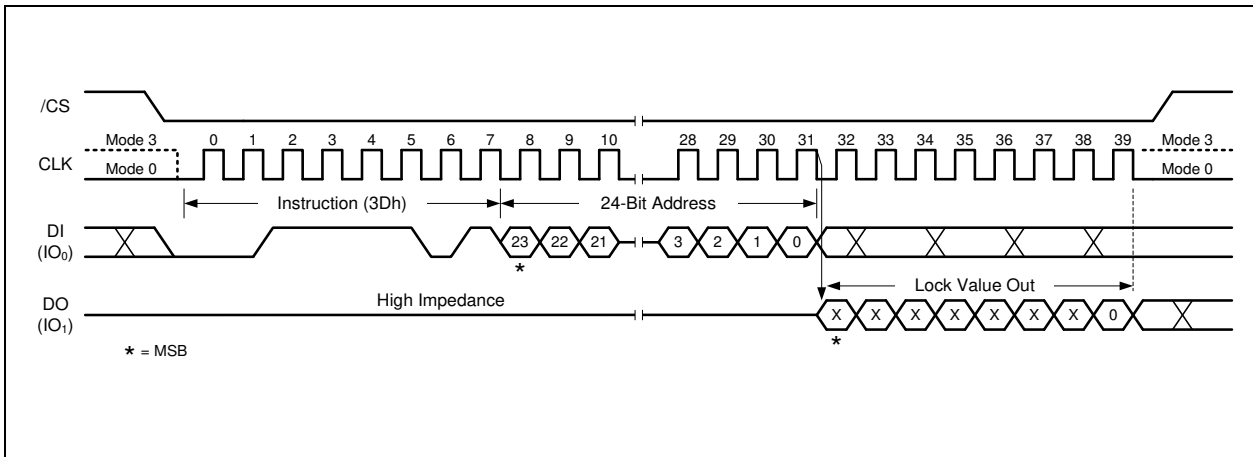 /CS
Mode 3 0 1 2 3 4 5 6 7 8 9 10 28 29 30 31 32 33 34 35 36 37 38 39 Mode 3
CLK
Mode 0 Mode 0
Instruction (3Dh) 24-Bit Address
DI
(IO₀)
23 22 21 3 2 1 0
*
Lock Value Out
High Impedance
DO
(IO₁)
X X X X X X X 0
*
* = MSB